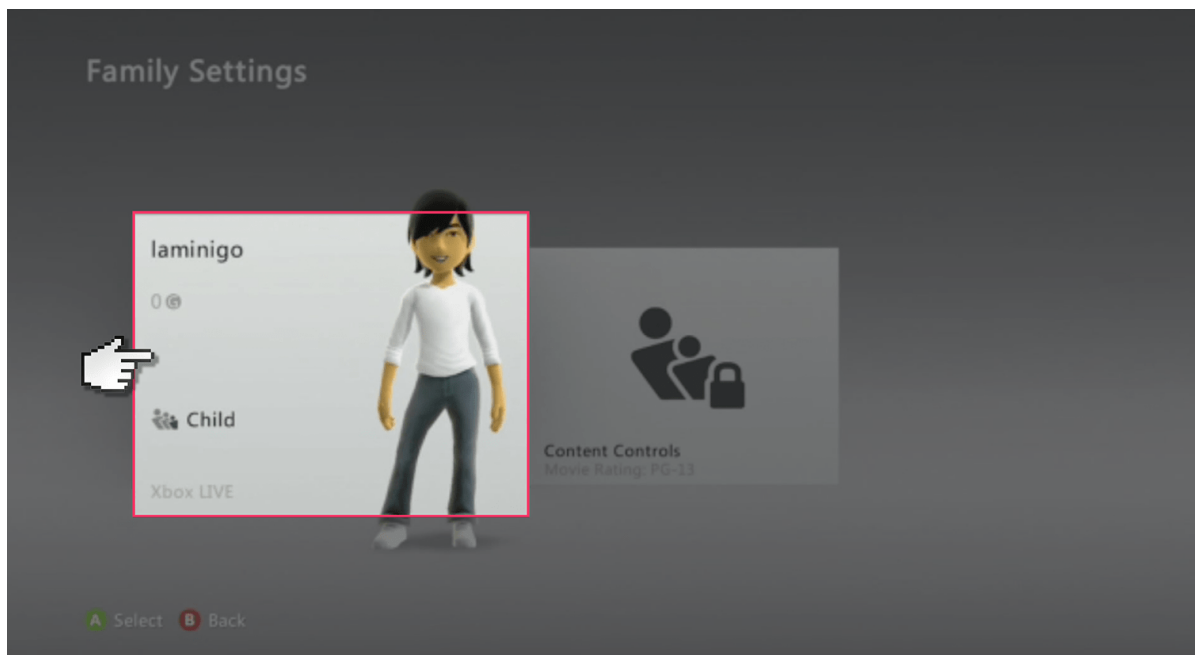 Family Settings
laminigo
0 G
Child
Xbox LIVE
Content Controls
Movie Rating: PG-13
A Select B Back